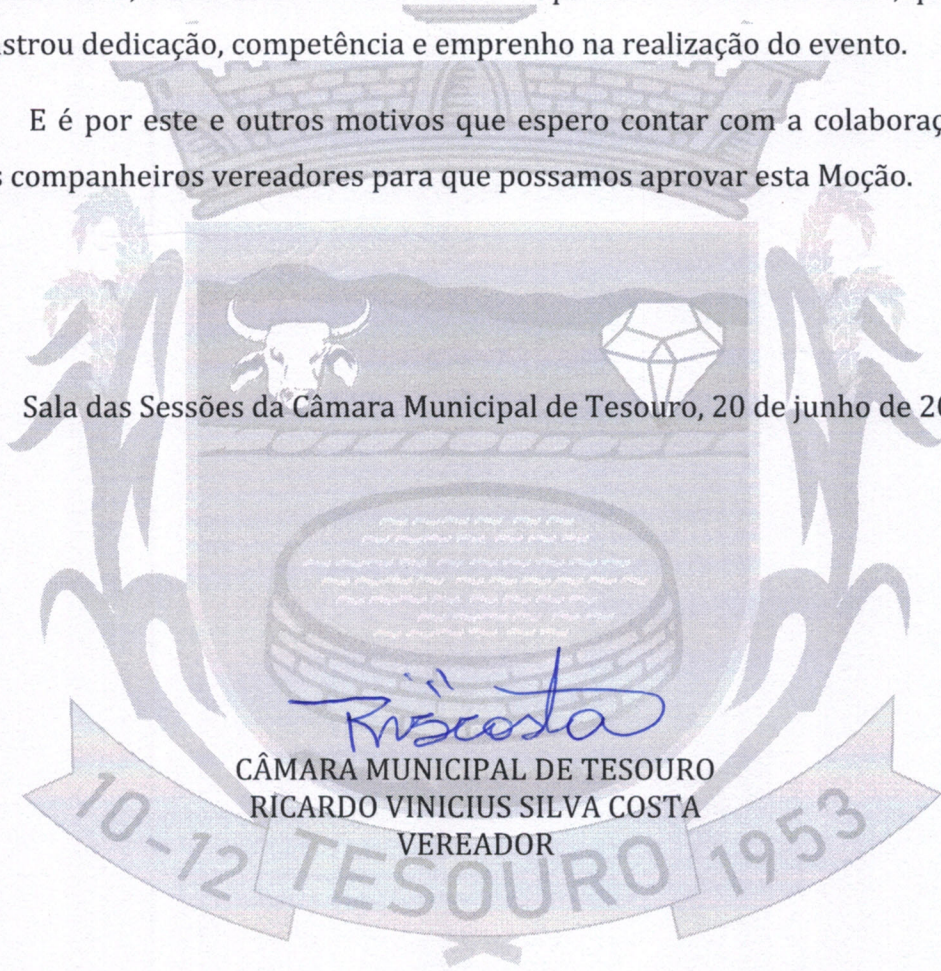 strou dedicação, competência e emprenho na realização do evento.
E é por este e outros motivos que espero contar com a colaboraç
s companheiros vereadores para que possamos aprovar esta Moção.
Sala das Sessões da Câmara Municipal de Tesouro, 20 de junho de 20
Rvscosta
CÂMARA MUNICIPAL DE TESOURO
RICARDO VINICIUS SILVA COSTA
VEREADOR
10-12 TESOURO 1953